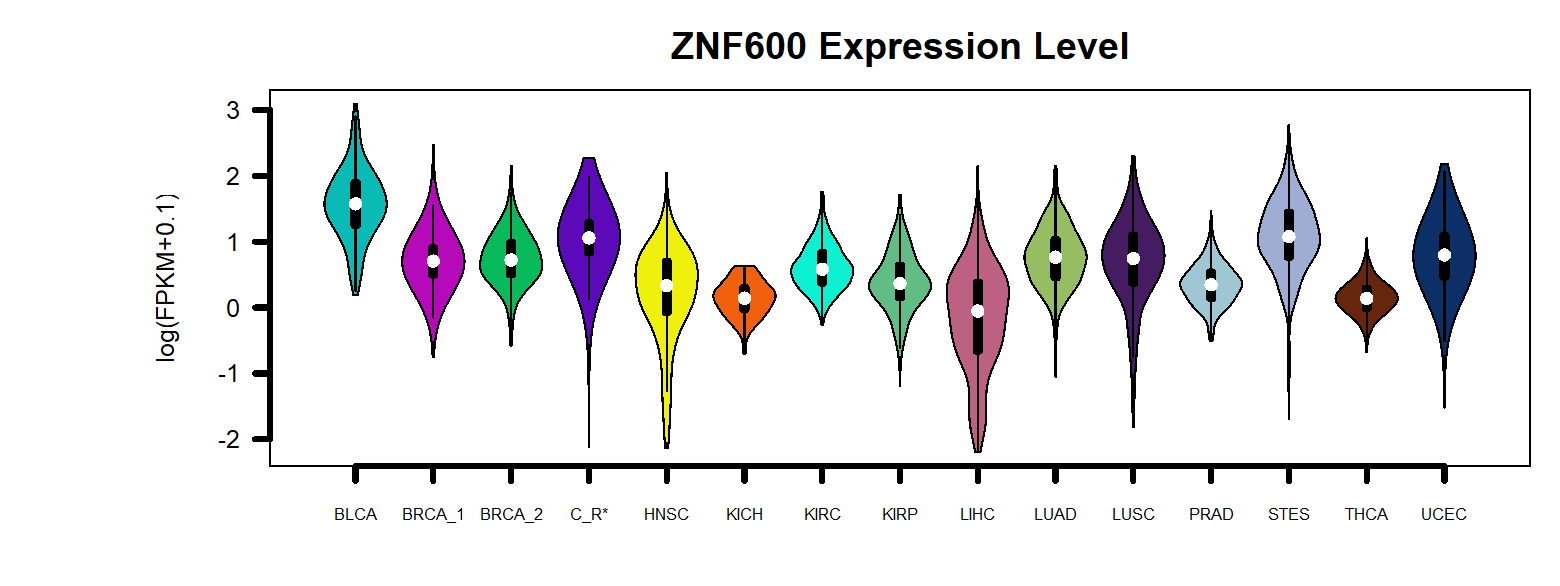 ZNF600 Expression Level
log(FPKM+0.1)
3
2
1
0
-1
-2
BLCA BRCA_1 BRCA_2 C_R* HNSC KICH KIRC KIRP LIHC LUAD LUSC PRAD STES THCA UCEC